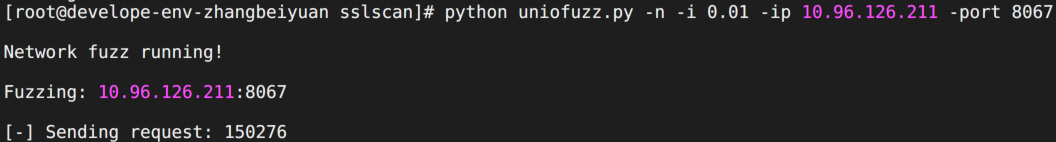 [root@develope-env-zhangbeiyuan sslscan]# python uniofuzz.py -n -i 0.01 -ip 10.96.126.211 -port 8067
Network fuzz running!
Fuzzing: 10.96.126.211:8067
[-] Sending request: 150276